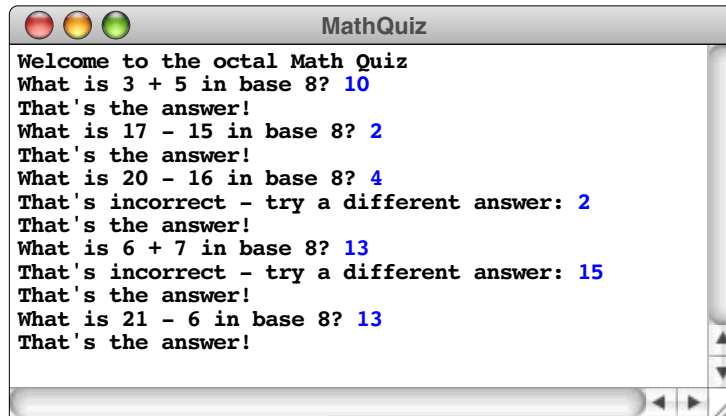 MathQuiz
Welcome to the octal Math Quiz
What is 3 + 5 in base 8? 10
That's the answer!
What is 17 - 15 in base 8? 2
That's the answer!
What is 20 - 16 in base 8? 4
That's incorrect - try a different answer: 2
That's the answer!
What is 6 + 7 in base 8? 13
That's incorrect - try a different answer: 15
That's the answer!
What is 21 - 6 in base 8? 13
That's the answer!